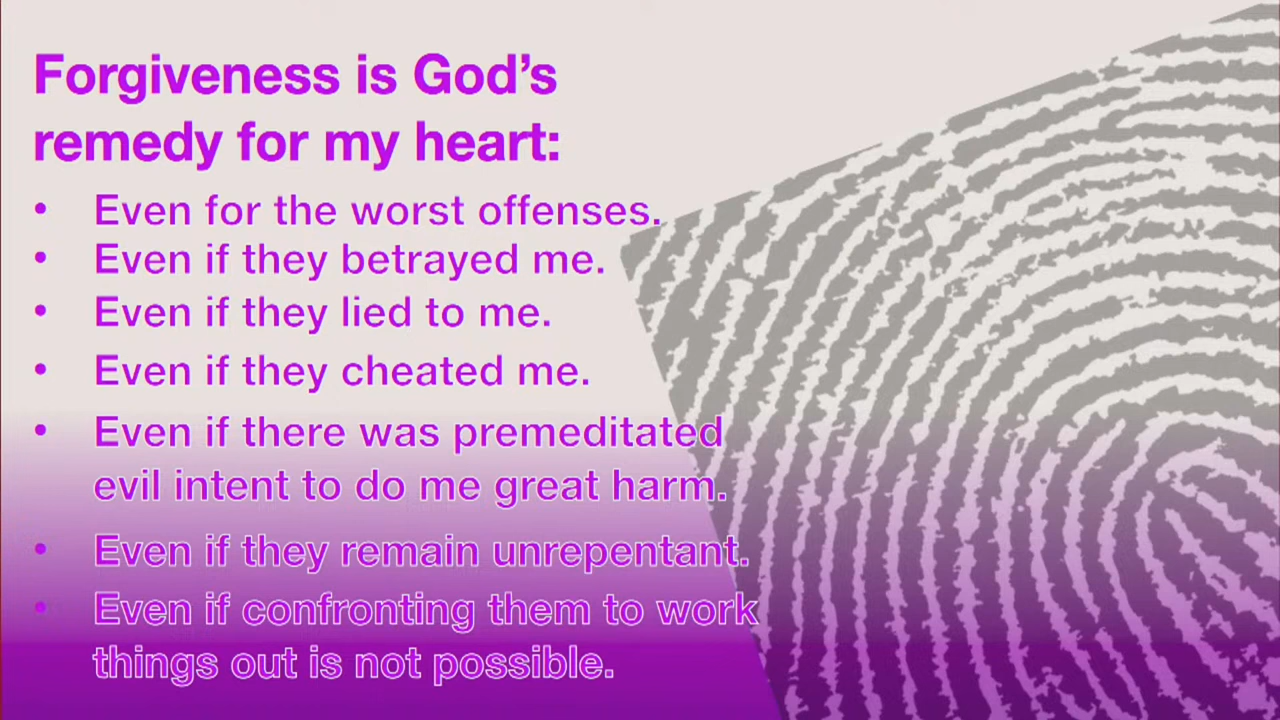 Forgiveness is God’s
remedy for my heart:
• Even for the worst offenses.
• Even if they betrayed me.
• Even if they lied to me.
• Even if they cheated me.
• Even if there was premeditated
evil intent to do me great harm.
• Even if they remain unrepentant.
• Even if confronting them to work
things out is not possible.